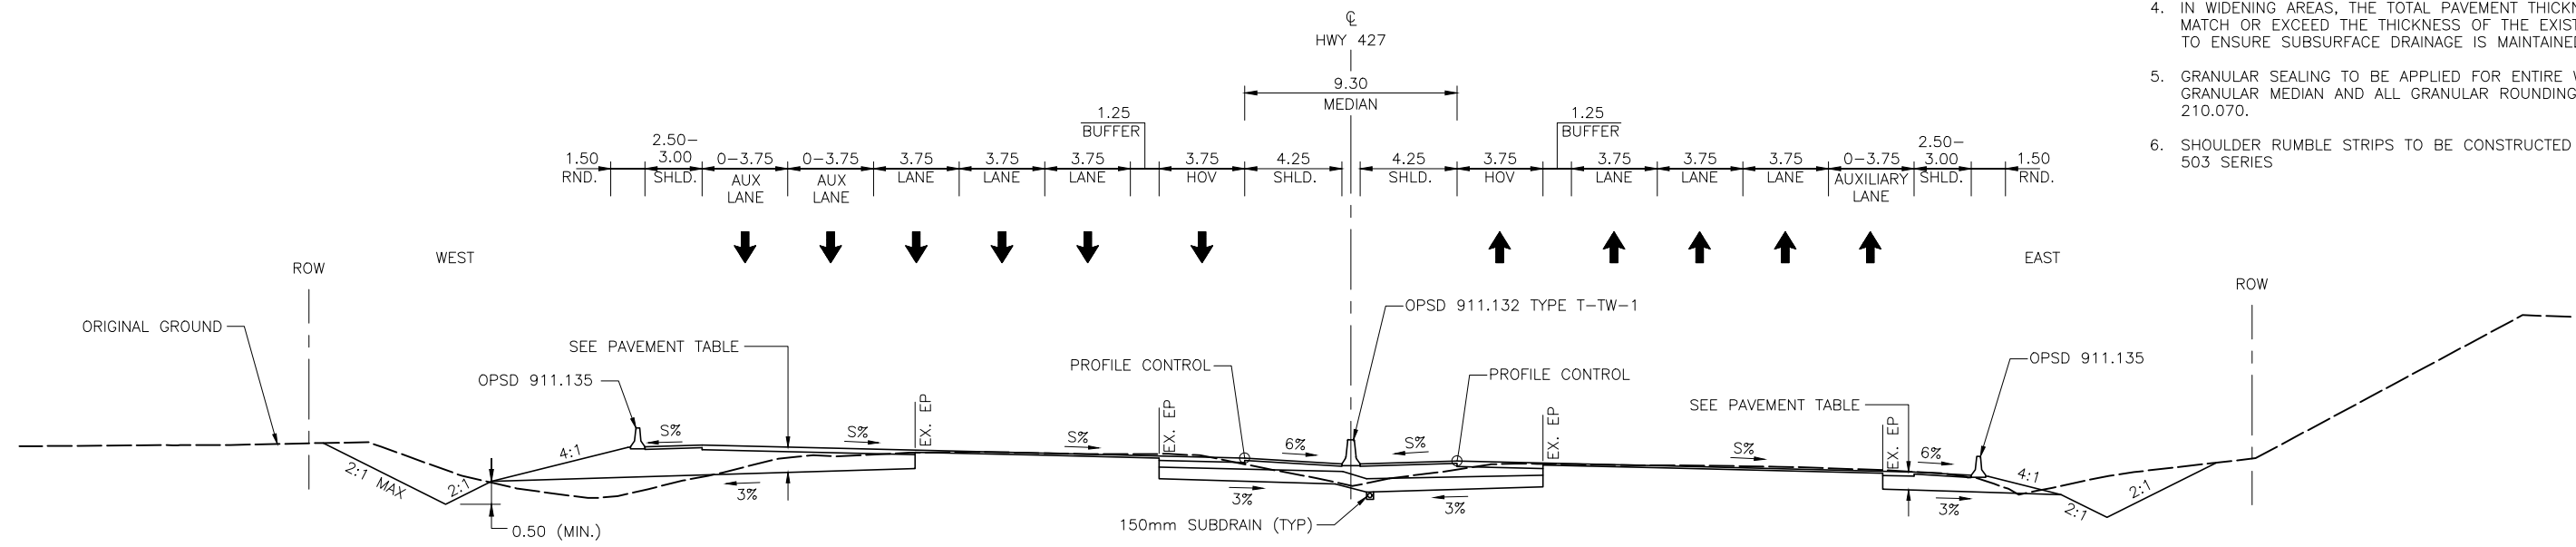 ℄
HWY 427
9.30
MEDIAN
1.25
BUFFER
1.25
BUFFER
1.50
RND.
2.50-
3.00
SHLD.
0-3.75
AUX
LANE
0-3.75
AUX
LANE
3.75
LANE
3.75
LANE
3.75
LANE
3.75
HOV
4.25
SHLD.
4.25
SHLD.
3.75
HOV
3.75
LANE
3.75
LANE
3.75
LANE
0-3.75
AUXILIARY
LANE
2.50-
3.00
SHLD.
1.50
RND.
4. IN WIDENING AREAS, THE TOTAL PAVEMENT
MATCH OR EXCEED THE THICKNESS OF THE
TO ENSURE SUBSURFACE DRAINAGE IS
5. GRANULAR SEALING TO BE APPLIED FOR ENTIRE
GRANULAR MEDIAN AND ALL GRANULAR ROUNDING
210.070.
6. SHOULDER RUMBLE STRIPS TO BE CONSTRUCTED
503 SERIES
WEST
EAST
ROW
ROW
ORIGINAL GROUND
SEE PAVEMENT TABLE
OPSD 911.135
PROFILE CONTROL
OPSD 911.132 TYPE T-TW-1
PROFILE CONTROL
SEE PAVEMENT TABLE
OPSD 911.135
EX. EP
EX. EP
EX. EP
EX. EP
2:1 MAX
2:1
4:1
S%
S%
S%
6%
S%
S%
6%
4:1
2:1
2:1
3%
3%
3%
3%
0.50 (MIN.)
150mm SUBDRAIN (TYP)